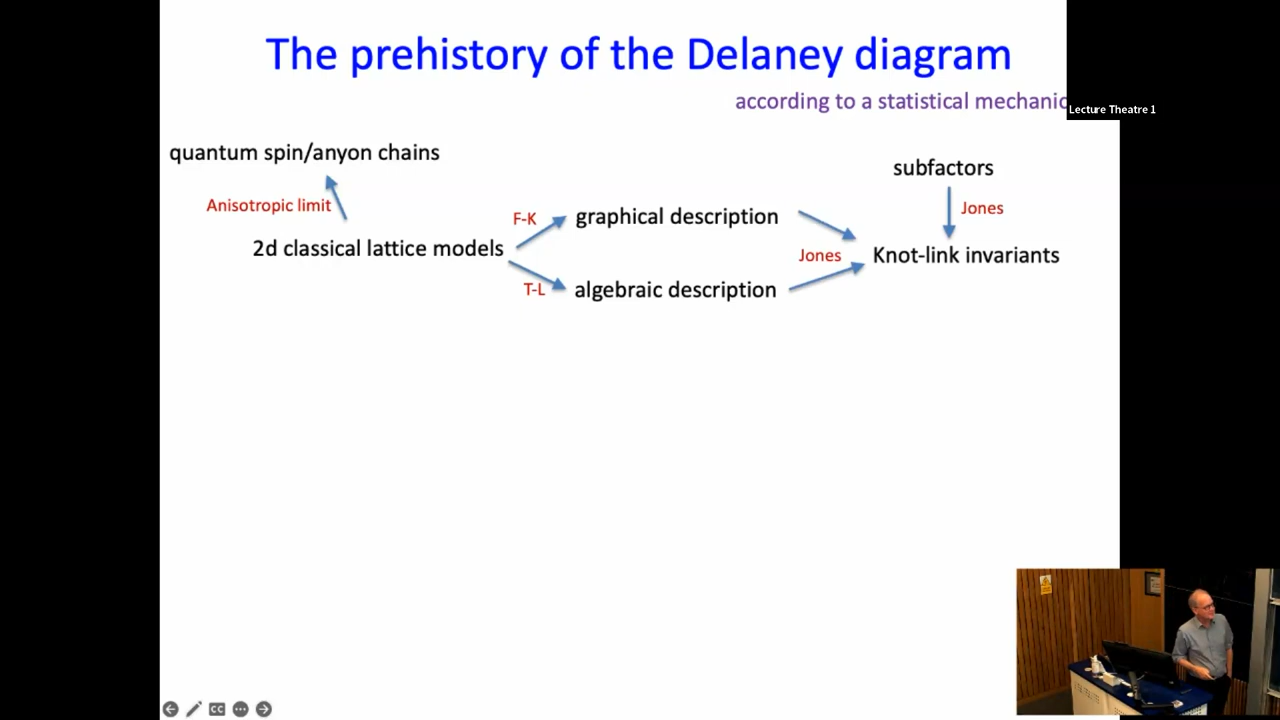 The prehistory of the Delaney diagram
according to a statistical mechanic
Lecture Theatre 1
quantum spin/anyon chains
subfactors
Anisotropic limit
Jones
F-K
graphical description
2d classical lattice models
Jones
Knot-link invariants
T-L
algebraic description
CC